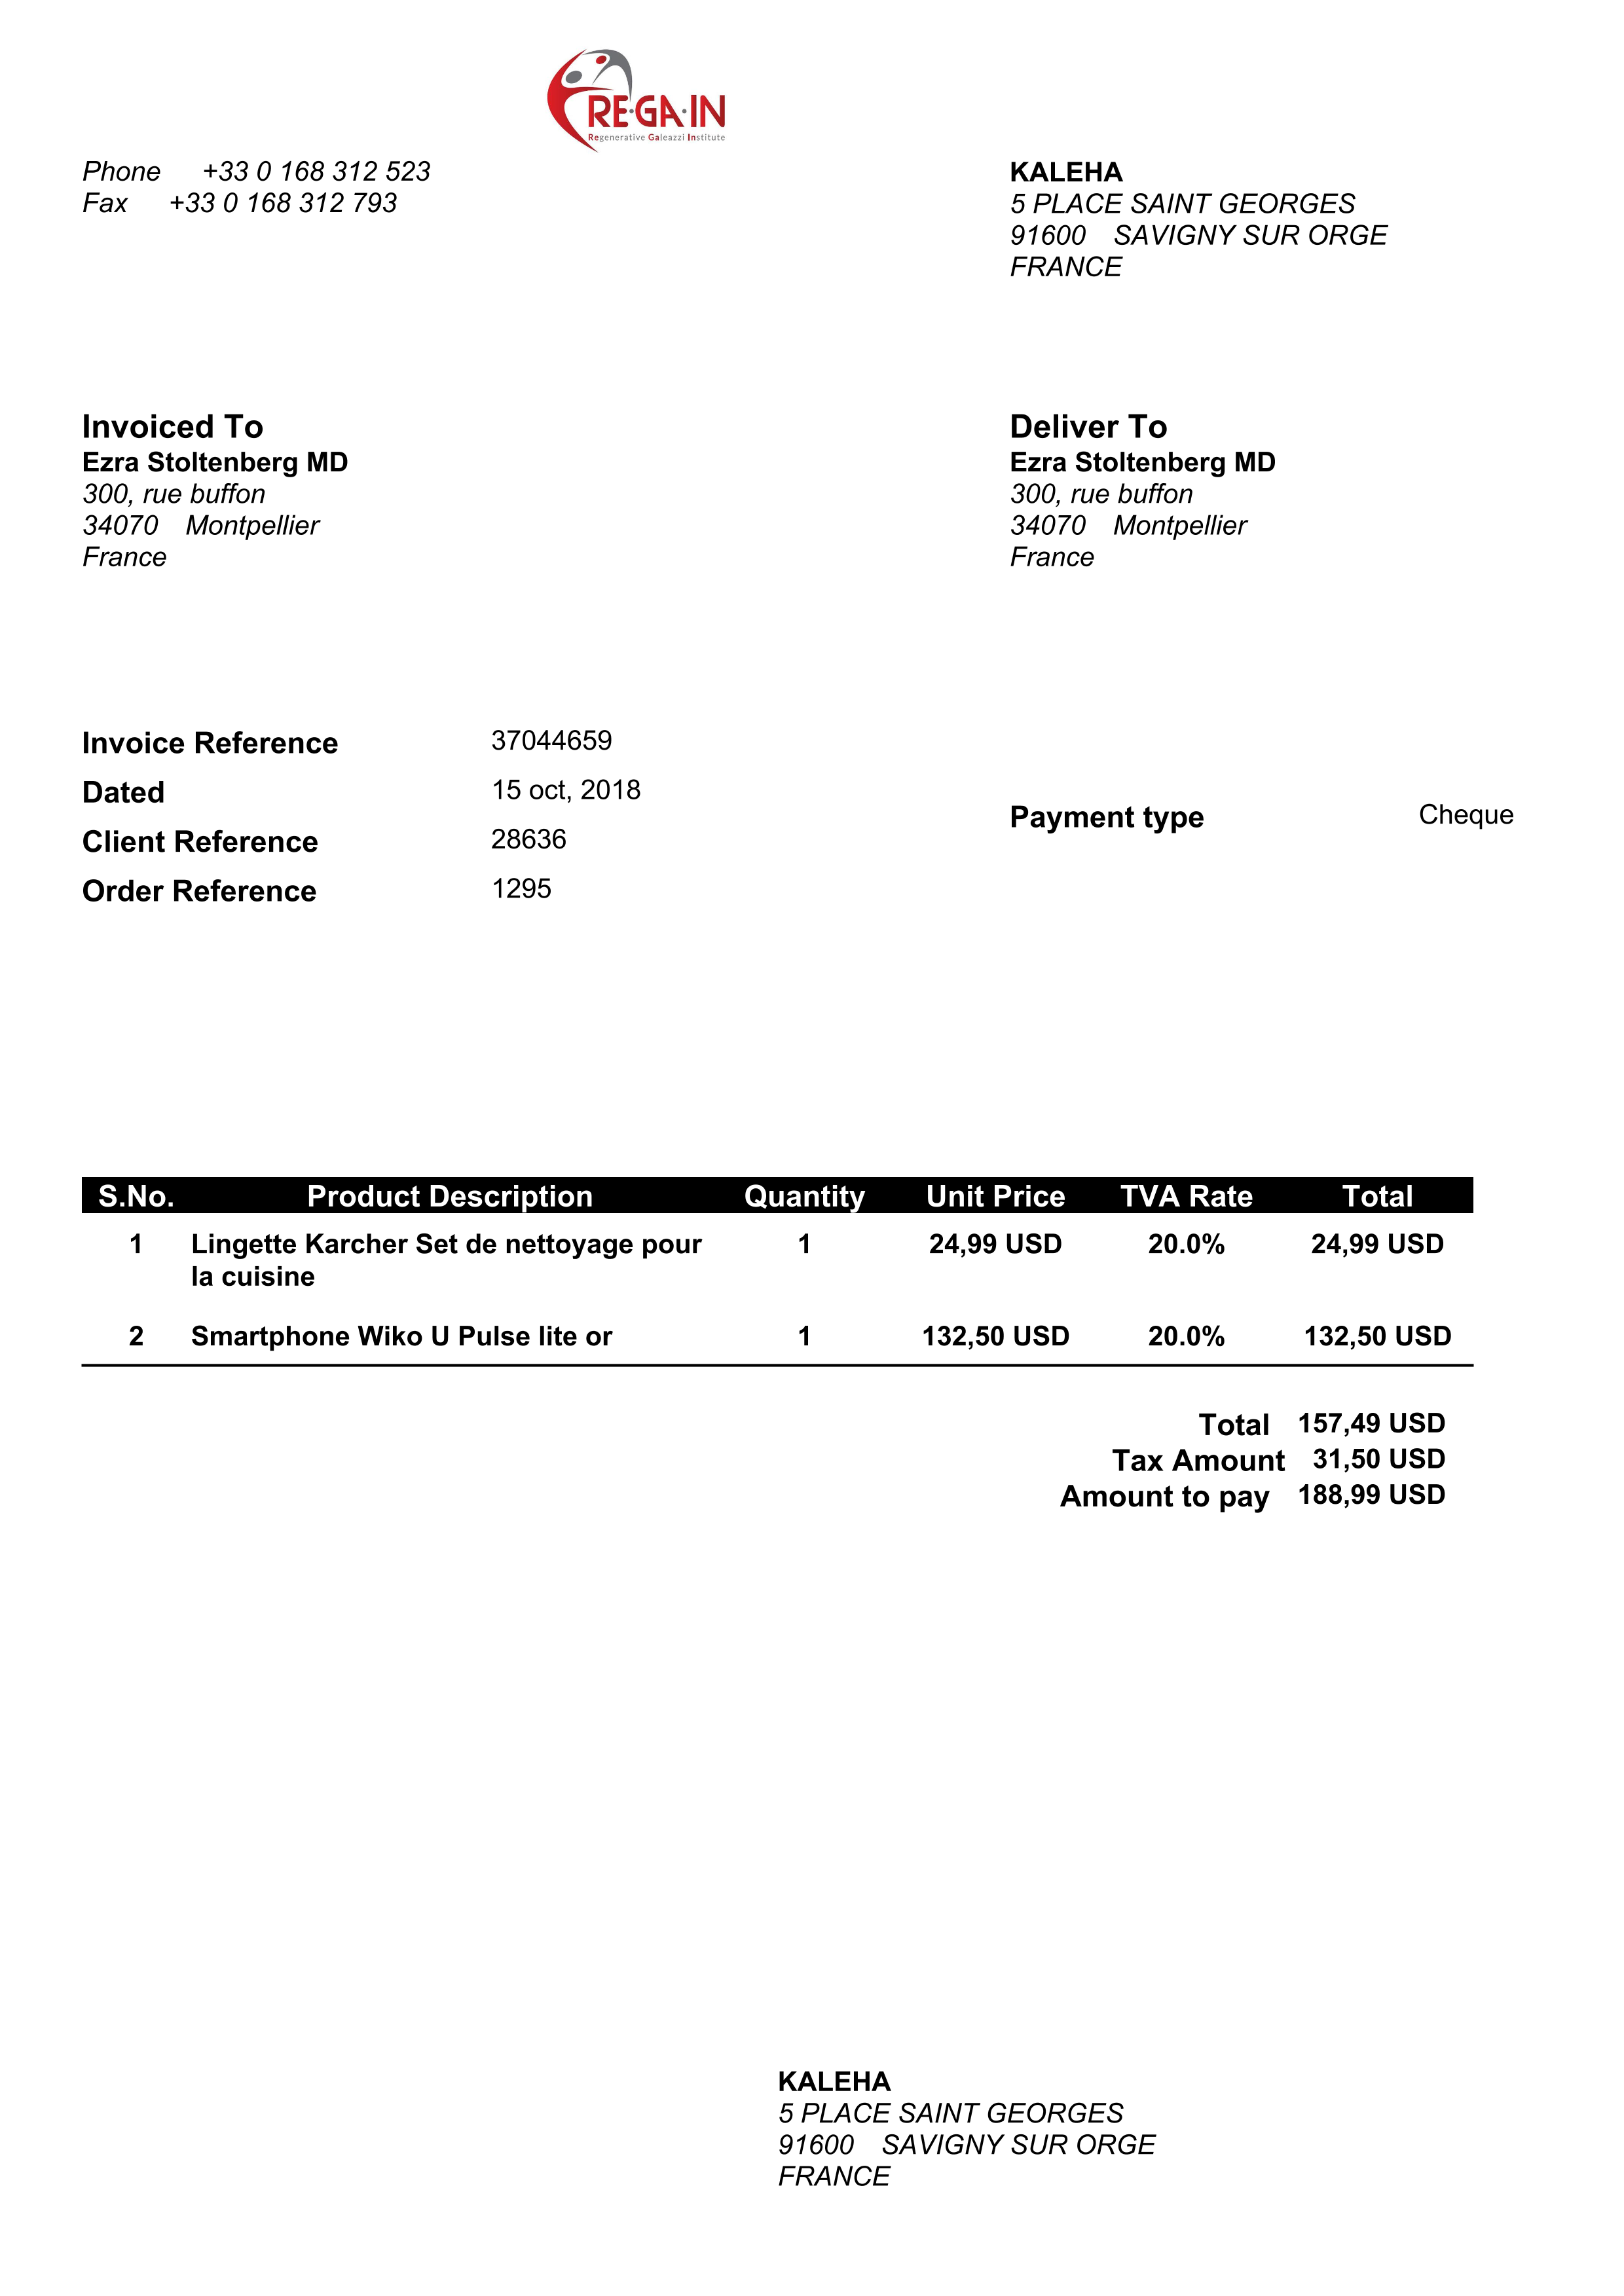 RE·GA·IN
Regenerative Galeazzi Institute
Phone +33 0 168 312 523
Fax +33 0 168 312 793
KALEHA
5 PLACE SAINT GEORGES
91600 SAVIGNY SUR ORGE
FRANCE
Invoiced To
Ezra Stoltenberg MD
300, rue buffon
34070 Montpellier
France
Deliver To
Ezra Stoltenberg MD
300, rue buffon
34070 Montpellier
France
Invoice Reference 37044659
Dated 15 oct, 2018
Client Reference 28636
Order Reference 1295
Payment type Cheque
S.No. Product Description Quantity Unit Price TVA Rate Total
1 Lingette Karcher Set de nettoyage pour 1 24,99 USD 20.0% 24,99 USD
la cuisine
2 Smartphone Wiko U Pulse lite or 1 132,50 USD 20.0% 132,50 USD
Total 157,49 USD
Tax Amount 31,50 USD
Amount to pay 188,99 USD
KALEHA
5 PLACE SAINT GEORGES
91600 SAVIGNY SUR ORGE
FRANCE